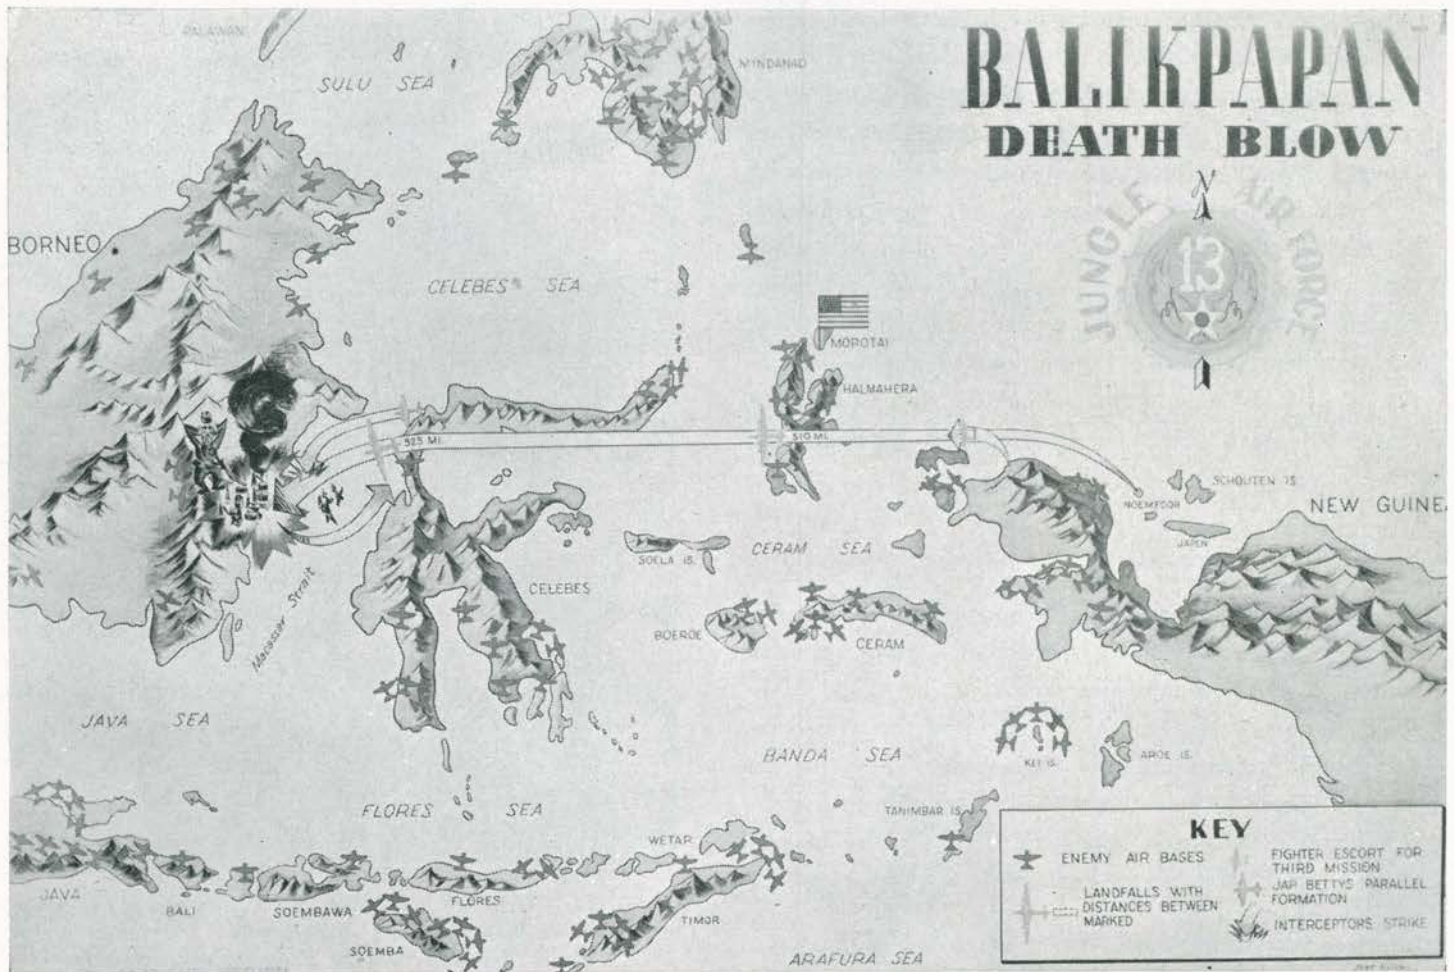 BALIKPAPAN
DEATH BLOW
N
JUNGLE AIR FORCE
13
PALAWAN
SULU SEA
MINDANAO
BORNEO
CELEBES SEA
MOROTAI
HALMAHERA
525 MI.
510 MI.
SCHOUTEN IS.
NOEMFOOR
NEW GUINEA
JAPEN
SOELA IS.
CERAM SEA
CELEBES
Macassar Strait
BOEROE
CERAM
JAVA SEA
BANDA SEA
KEI IS.
AROE IS.
FLORES SEA
TANIMBAR IS.
WETAR
JAVA
BALI
SOEMBAWA
FLORES
SOEMBA
TIMOR
ARAFURA SEA
KEY
ENEMY AIR BASES
LANDFALLS WITH
DISTANCES BETWEEN
MARKED
FIGHTER ESCORT FOR
THIRD MISSION
JAP BETTYS PARALLEL
FORMATION
INTERCEPTORS STRIKE